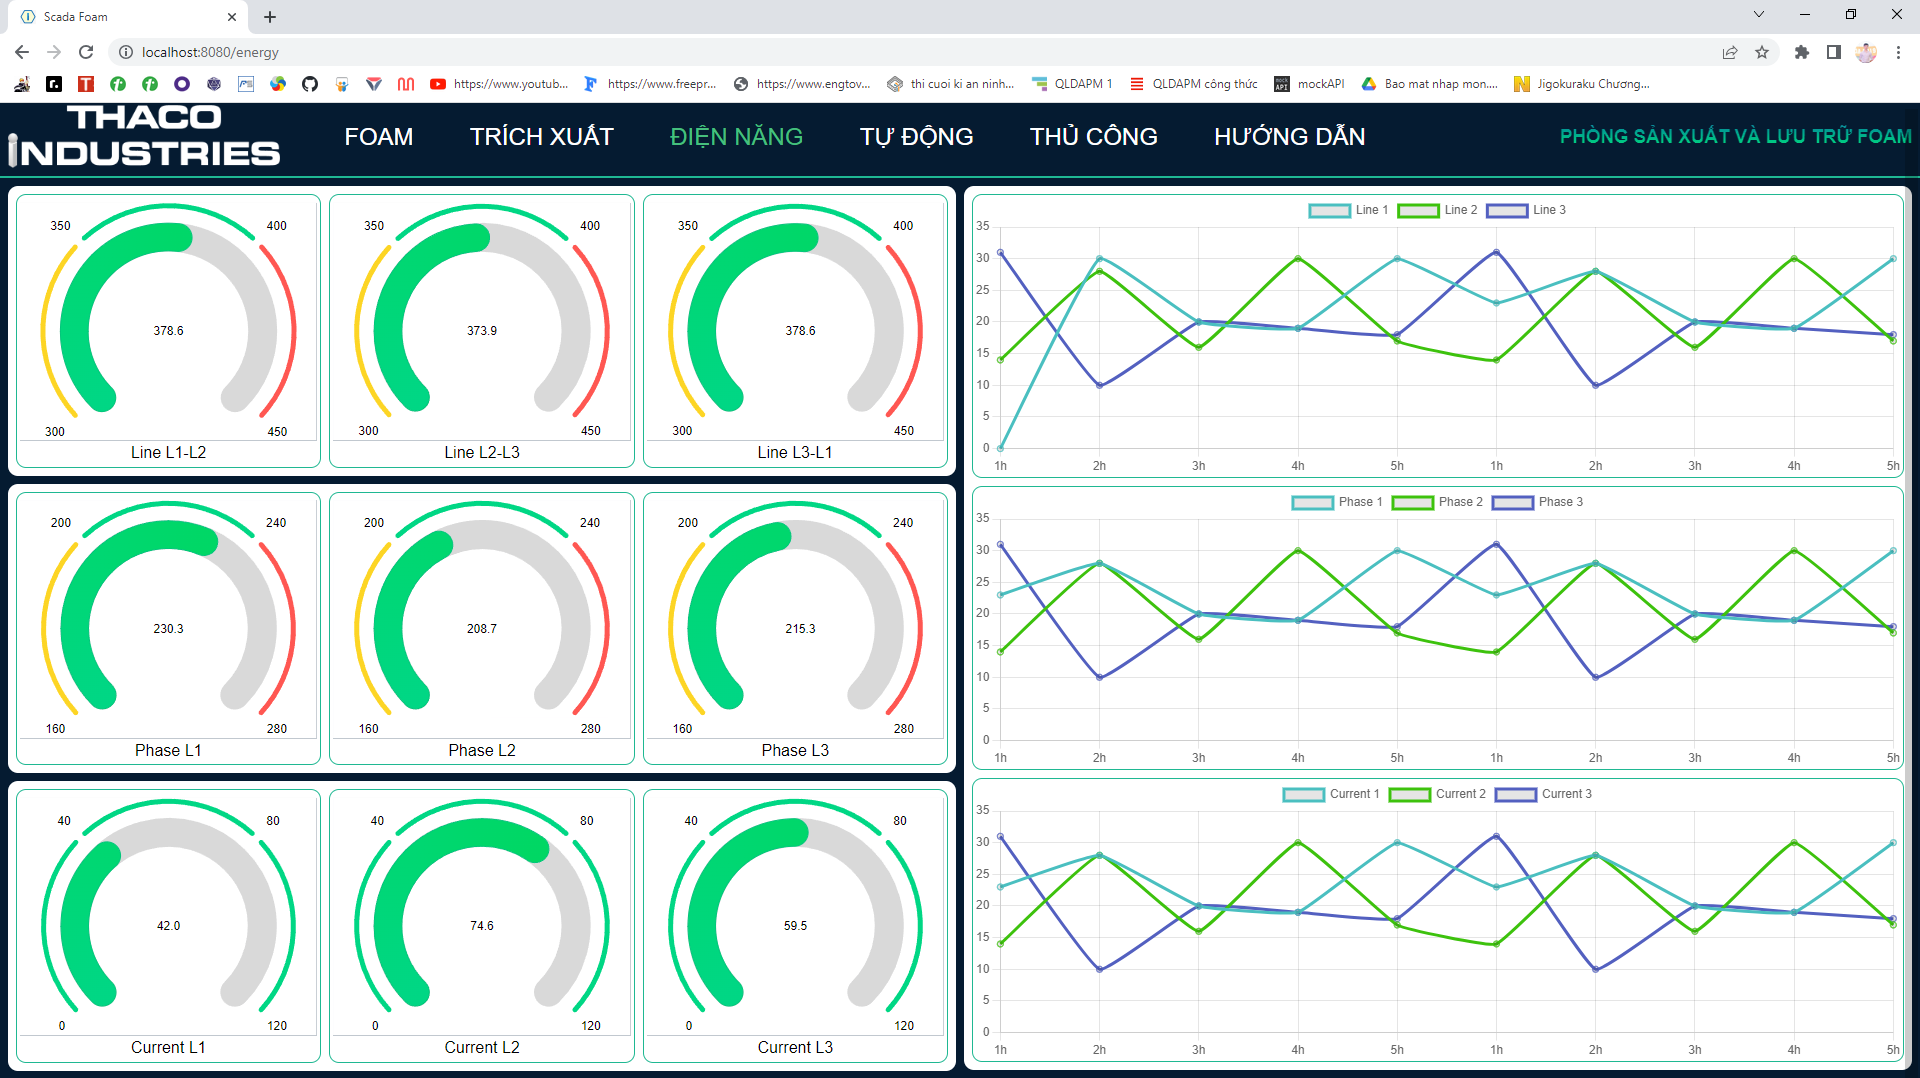 Scada Foam
localhost:8080/energy
https://www.youtub...
https://www.freepr...
https://www.engtov...
thi cuoi ki an ninh...
QLDAPM 1
QLDAPM công thức
mockAPI
Bao mat nhap mon....
Jigokuraku Chương...
THACO
INDUSTRIES
FOAM
TRÍCH XUẤT
ĐIỆN NĂNG
TỰ ĐỘNG
THỦ CÔNG
HƯỚNG DẪN
PHÒNG SẢN XUẤT VÀ LƯU TRỮ FOAM
350 400
378.6
300 450
Line L1-L2
350 400
373.9
300 450
Line L2-L3
350 400
378.6
300 450
Line L3-L1
200 240
230.3
160 280
Phase L1
200 240
208.7
160 280
Phase L2
200 240
215.3
160 280
Phase L3
40 80
42.0
0 120
Current L1
40 80
74.6
0 120
Current L2
40 80
59.5
0 120
Current L3
Line 1 Line 2 Line 3
35
30
25
20
15
10
5
0
1h 2h 3h 4h 5h 1h 2h 3h 4h 5h
Phase 1 Phase 2 Phase 3
35
30
25
20
15
10
5
0
1h 2h 3h 4h 5h 1h 2h 3h 4h 5h
Current 1 Current 2 Current 3
35
30
25
20
15
10
5
0
1h 2h 3h 4h 5h 1h 2h 3h 4h 5h